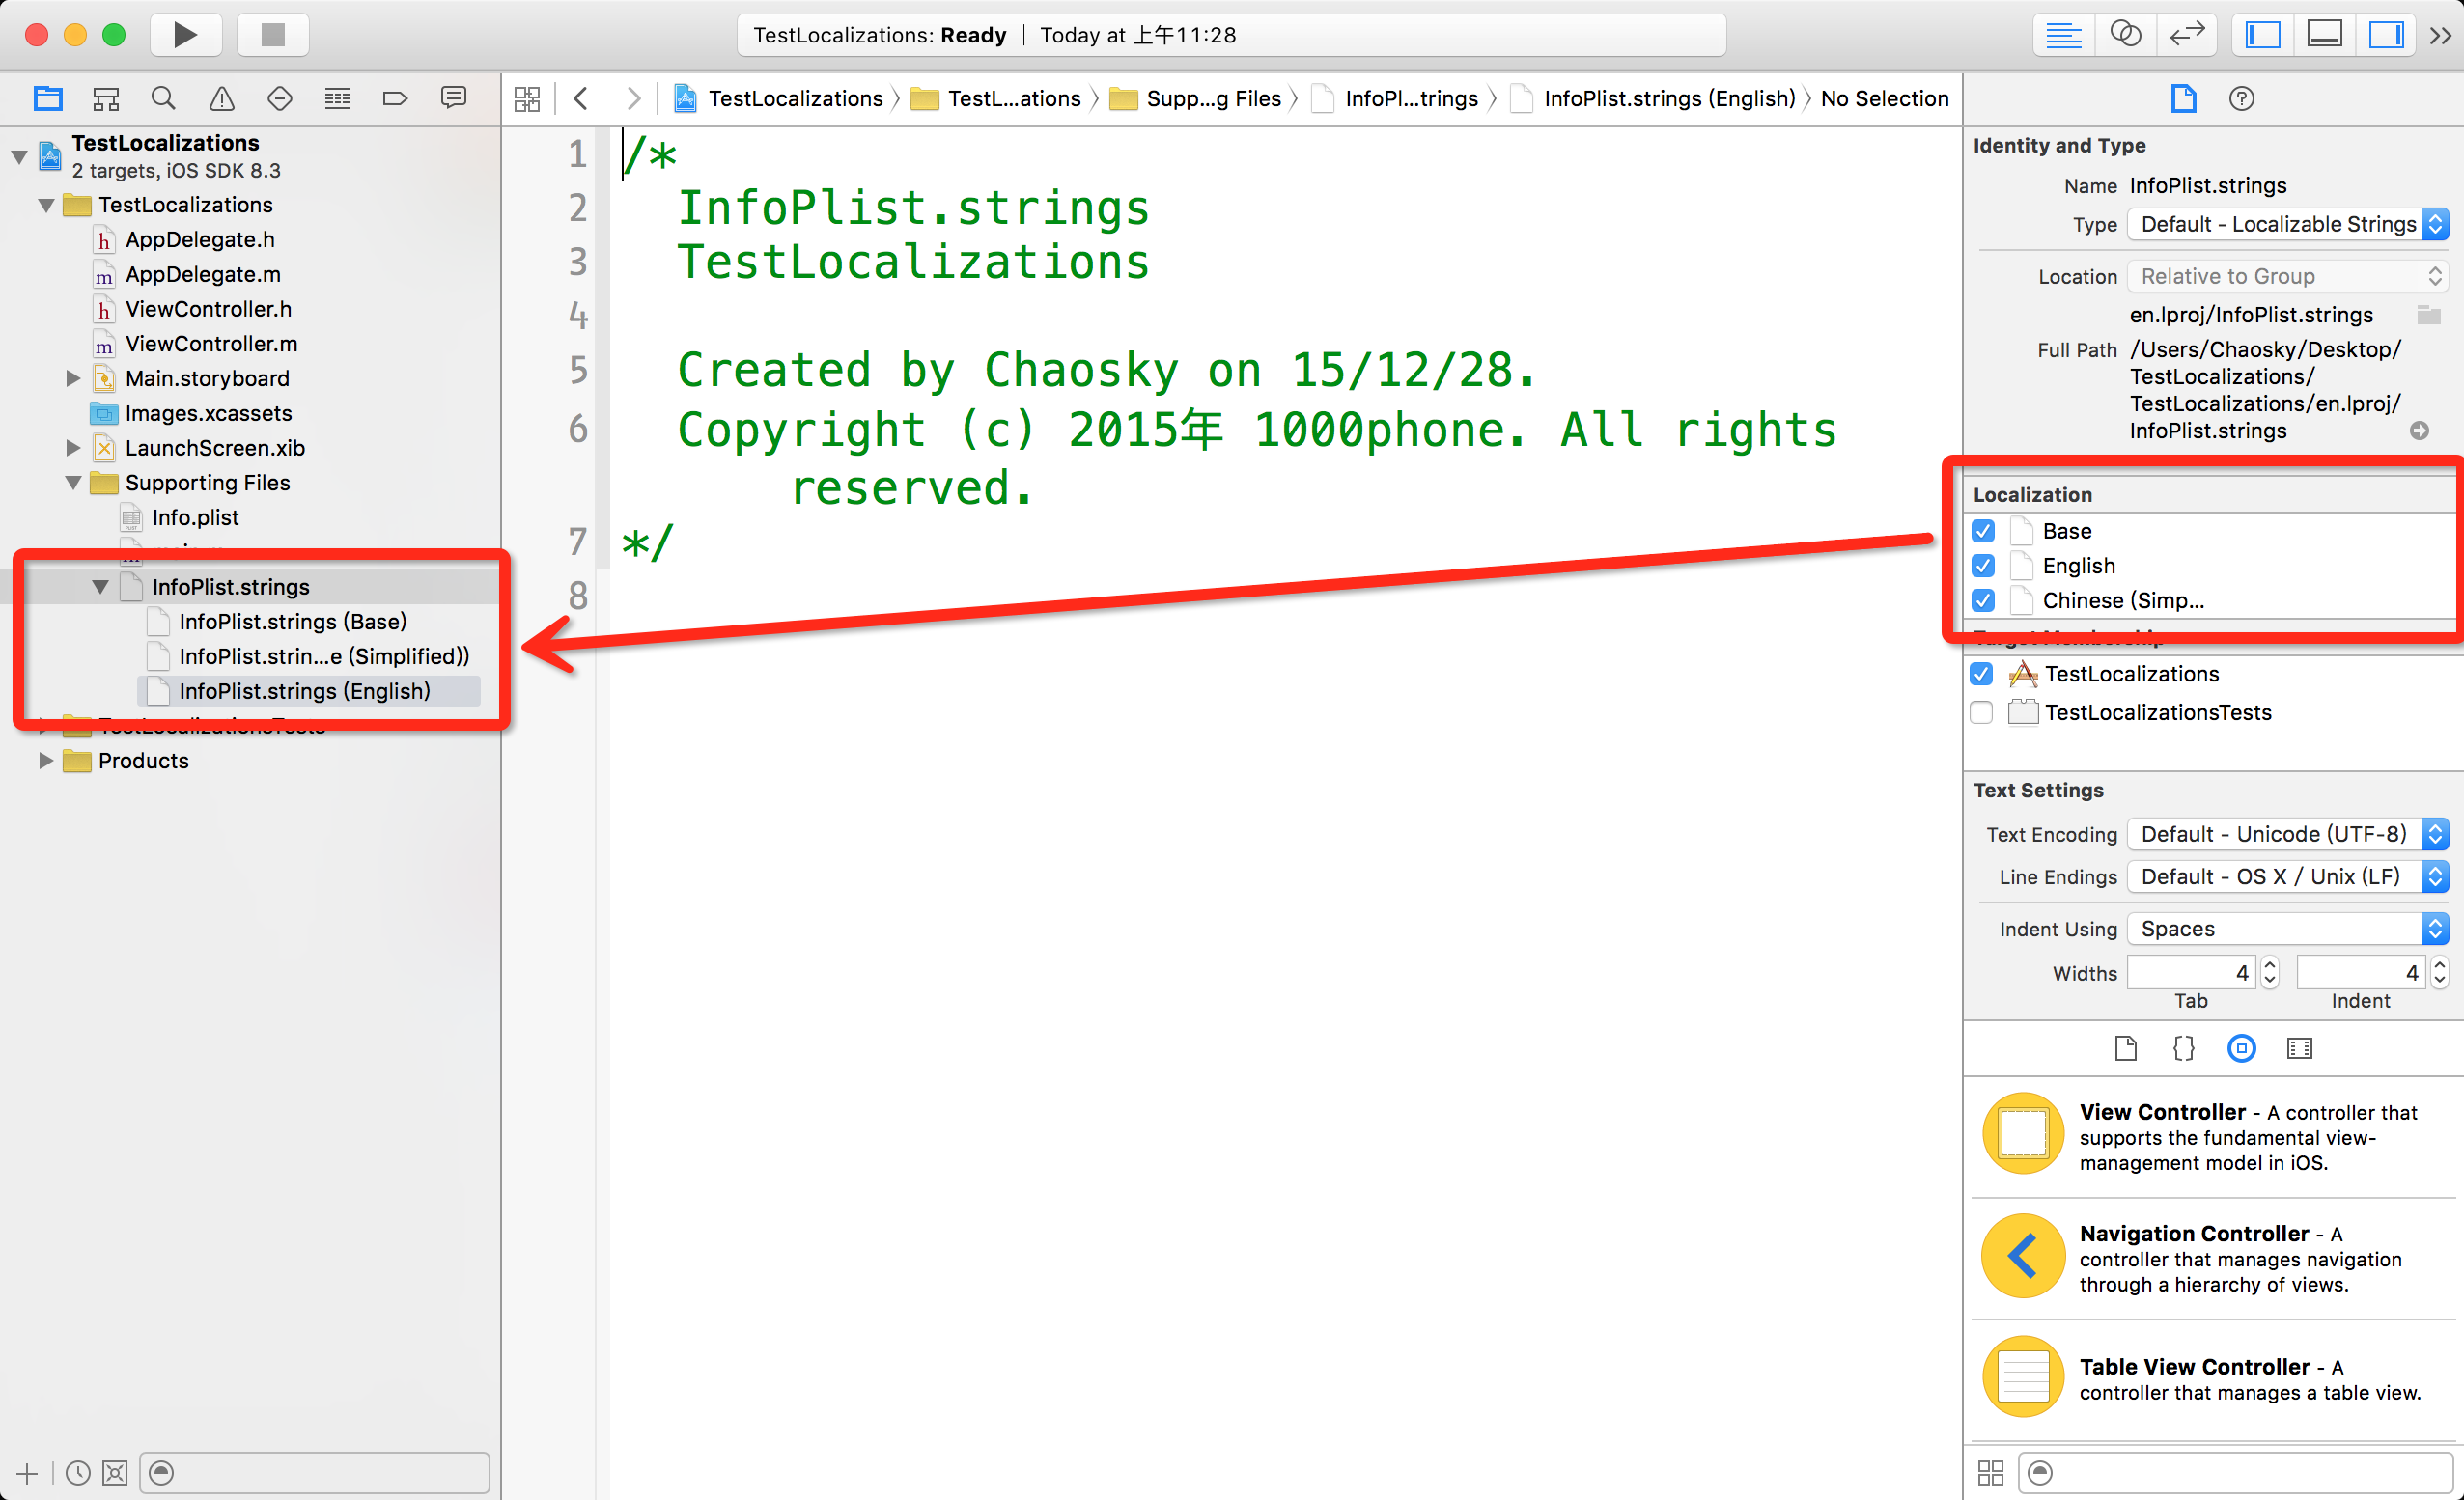 TestLocalizations: Ready | Today at 上午11:28
TestLocalizations
2 targets, iOS SDK 8.3
TestLocalizations
AppDelegate.h
AppDelegate.m
ViewController.h
ViewController.m
Main.storyboard
Images.xcassets
LaunchScreen.xib
Supporting Files
Info.plist
InfoPlist.strings
InfoPlist.strings (Base)
InfoPlist.strin...e (Simplified))
InfoPlist.strings (English)
TestLocalizationsTests
Products
TestLocalizations
TestL...ations
Supp...g Files
InfoPl...trings
InfoPlist.strings (English)
No Selection
1 /*
2 InfoPlist.strings
3 TestLocalizations
4
5 Created by Chaosky on 15/12/28.
6 Copyright (c) 2015年 1000phone. All rights
reserved.
7 */
8
Identity and Type
Name InfoPlist.strings
Type Default - Localizable Strings
Location Relative to Group
en.lproj/InfoPlist.strings
Full Path /Users/Chaosky/Desktop/
TestLocalizations/
TestLocalizations/en.lproj/
InfoPlist.strings
Localization
Base
English
Chinese (Simp...
Target Membership
TestLocalizations
TestLocalizationsTests
Text Settings
Text Encoding Default - Unicode (UTF-8)
Line Endings Default - OS X / Unix (LF)
Indent Using Spaces
Widths 4 4
Tab Indent
View Controller - A controller that
supports the fundamental view-
management model in iOS.
Navigation Controller - A
controller that manages navigation
through a hierarchy of views.
Table View Controller - A
controller that manages a table view.